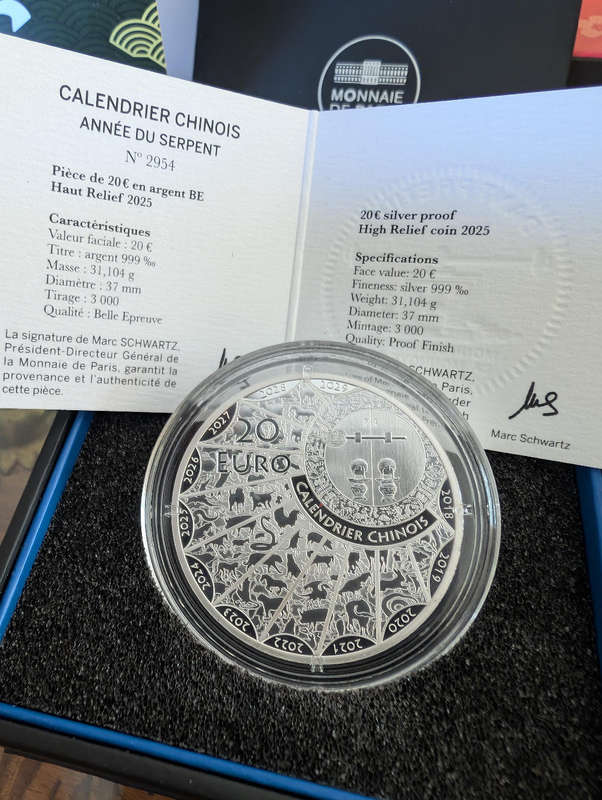 MONNAIE
CALENDRIER CHINOIS
ANNÉE DU SERPENT
N° 2954
Pièce de 20€ en argent BE
Haut Relief 2025
Caractéristiques
Valeur faciale : 20 €
Titre : argent 999 ‰
Masse : 31,104 g
Diamètre : 37 mm
Tirage : 3 000
Qualité : Belle Epreuve
La signature de Marc SCHWARTZ,
Président-Directeur Général de
la Monnaie de Paris, garantit la
provenance et l'authenticité de
cette pièce.
20€ silver proof
High Relief coin 2025
Specifications
Face value: 20 €
Fineness: silver 999 ‰
Weight: 31,104 g
Diameter: 37 mm
Mintage: 3 000
Quality: Proof Finish
SCHWARTZ,
Paris,
Marc Schwartz
20
EURO
CALENDRIER CHINOIS
2018
2019
2020
2021
2022
2023
2024
2025
2026
2027
2028
2029